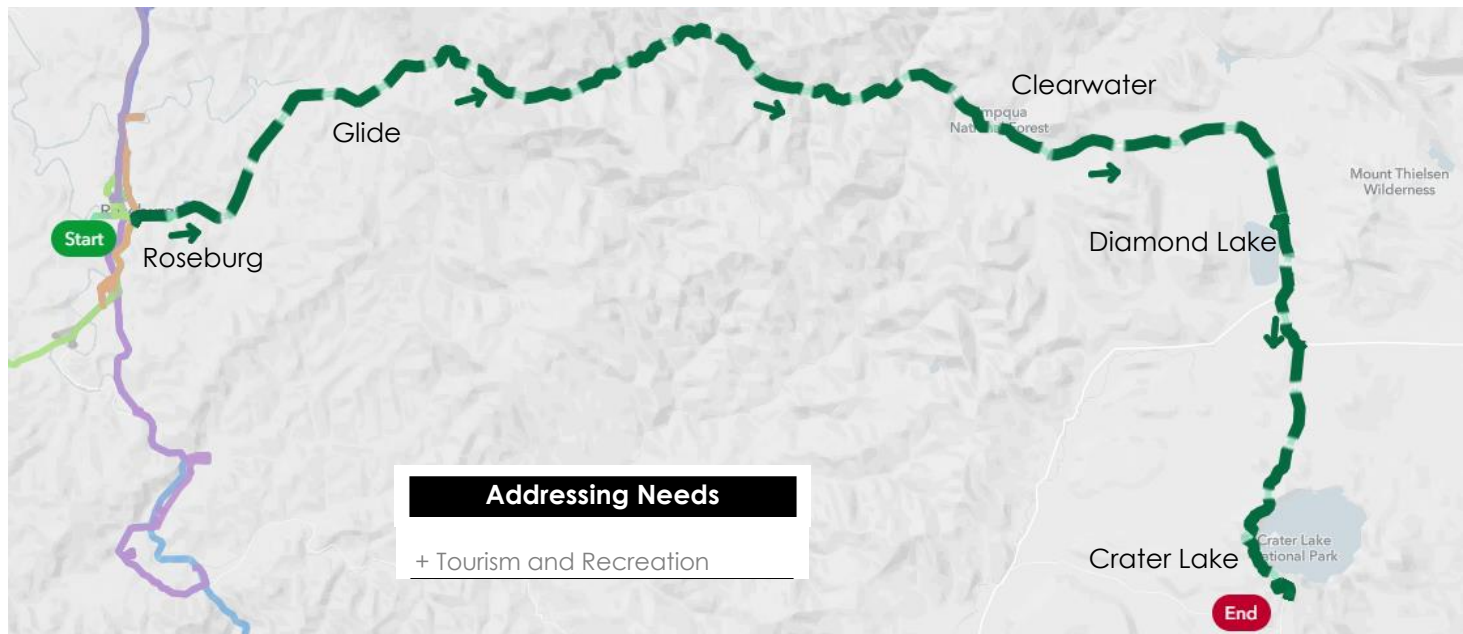 Clearwater
mpqua
National Forest
Glide
Mount Thielsen
Wilderness
Start
Roseburg
Diamond Lake
Addressing Needs
+ Tourism and Recreation
Crater Lake
National Park
Crater Lake
End